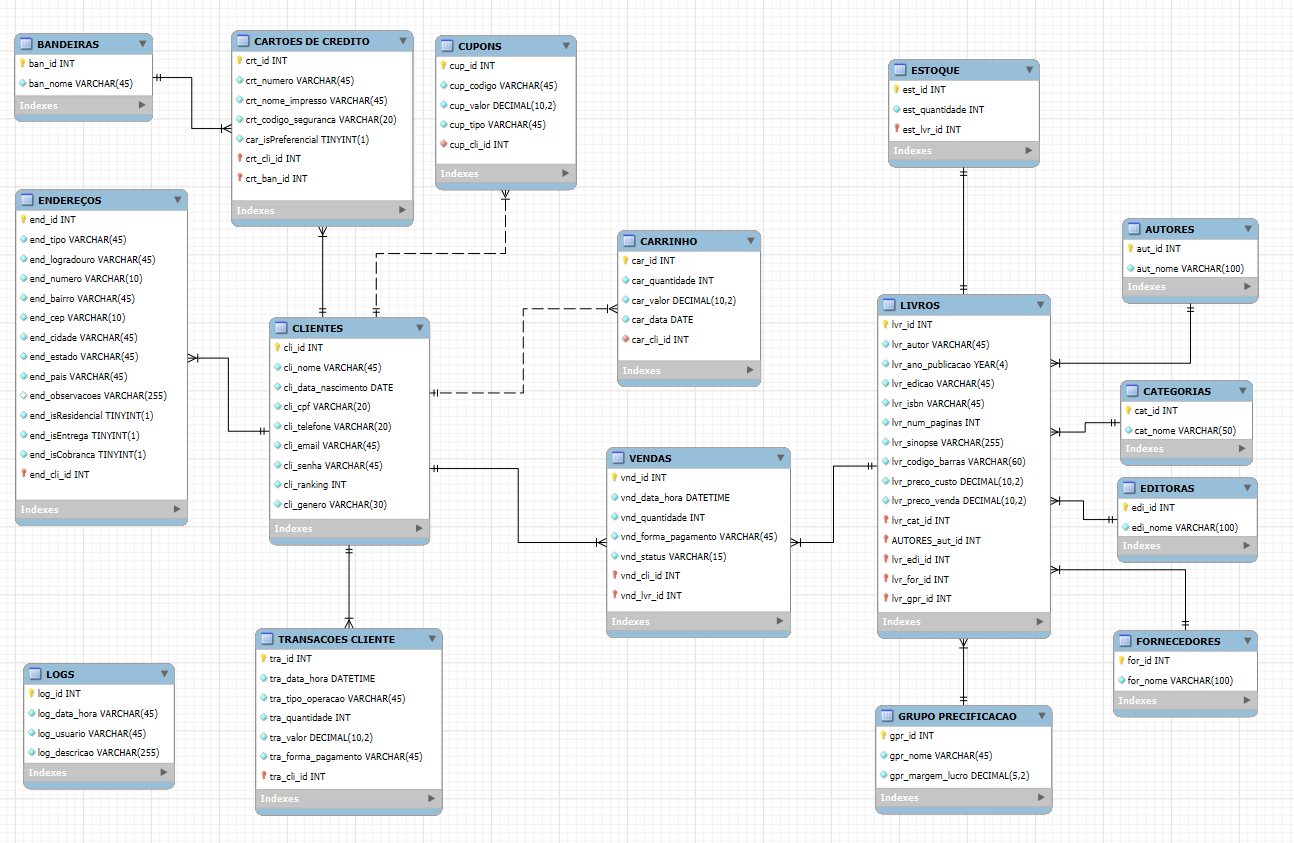 BANDEIRAS
ban_id INT
ban_nome VARCHAR(45)
Indexes
CARTOES DE CREDITO
crt_id INT
crt_numero VARCHAR(45)
crt_nome_impresso VARCHAR(45)
crt_codigo_seguranca VARCHAR(20)
car_isPreferencial TINYINT(1)
crt_cli_id INT
crt_ban_id INT
Indexes
CUPONS
cup_id INT
cup_codigo VARCHAR(45)
cup_valor DECIMAL(10,2)
cup_tipo VARCHAR(45)
cup_cli_id INT
Indexes
ESTOQUE
est_id INT
est_quantidade INT
est_lvr_id INT
Indexes
ENDEREÇOS
end_id INT
end_tipo VARCHAR(45)
end_logradouro VARCHAR(45)
end_numero VARCHAR(10)
end_bairro VARCHAR(45)
end_cep VARCHAR(10)
end_cidade VARCHAR(45)
end_estado VARCHAR(45)
end_pais VARCHAR(45)
end_observacoes VARCHAR(255)
end_isResidencial TINYINT(1)
end_isEntrega TINYINT(1)
end_isCobranca TINYINT(1)
end_cli_id INT
Indexes
CARRINHO
car_id INT
car_quantidade INT
car_valor DECIMAL(10,2)
car_data DATE
car_cli_id INT
Indexes
AUTORES
aut_id INT
aut_nome VARCHAR(100)
Indexes
CLIENTES
cli_id INT
cli_nome VARCHAR(45)
cli_data_nascimento DATE
cli_cpf VARCHAR(20)
cli_telefone VARCHAR(20)
cli_email VARCHAR(45)
cli_senha VARCHAR(45)
cli_ranking INT
cli_genero VARCHAR(30)
Indexes
LIVROS
lvr_id INT
lvr_autor VARCHAR(45)
lvr_ano_publicacao YEAR(4)
lvr_edicao VARCHAR(45)
lvr_isbn VARCHAR(45)
lvr_num_paginas INT
lvr_sinopse VARCHAR(255)
lvr_codigo_barras VARCHAR(60)
lvr_preco_custo DECIMAL(10,2)
lvr_preco_venda DECIMAL(10,2)
lvr_cat_id INT
AUTORES_aut_id INT
lvr_edi_id INT
lvr_for_id INT
lvr_gpr_id INT
Indexes
CATEGORIAS
cat_id INT
cat_nome VARCHAR(50)
Indexes
VENDAS
vnd_id INT
vnd_data_hora DATETIME
vnd_quantidade INT
vnd_forma_pagamento VARCHAR(45)
vnd_status VARCHAR(15)
vnd_cli_id INT
vnd_lvr_id INT
Indexes
EDITORAS
edi_id INT
edi_nome VARCHAR(100)
Indexes
TRANSACOES CLIENTE
tra_id INT
tra_data_hora DATETIME
tra_tipo_operacao VARCHAR(45)
tra_quantidade INT
tra_valor DECIMAL(10,2)
tra_forma_pagamento VARCHAR(45)
tra_cli_id INT
Indexes
FORNECEDORES
for_id INT
for_nome VARCHAR(100)
Indexes
LOGS
log_id INT
log_data_hora VARCHAR(45)
log_usuario VARCHAR(45)
log_descricao VARCHAR(255)
Indexes
GRUPO PRECIFICACAO
gpr_id INT
gpr_nome VARCHAR(45)
gpr_margem_lucro DECIMAL(5,2)
Indexes